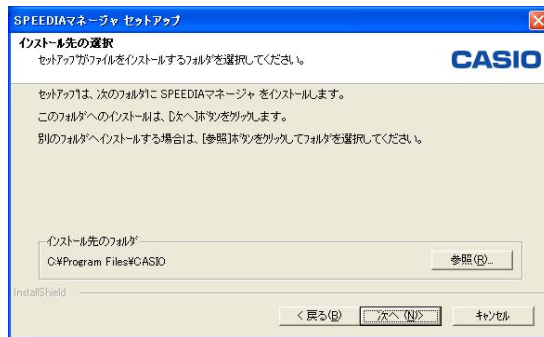 SPEEDIAマネージャ セットアップ
インストール先の選択
セットアップがファイルをインストールするフォルダを選択してください。
CASIO
セットアップは、次のフォルダに SPEEDIAマネージャ をインストールします。
このフォルダへのインストールは、[次へ]ボタンをクリックします。
別のフォルダへインストールする場合は、[参照]ボタンをクリックしてフォルダを選択してください。
インストール先のフォルダ
C:¥Program Files¥CASIO
参照(R)...
InstallShield
< 戻る(B)
次へ (N)>
キャンセル